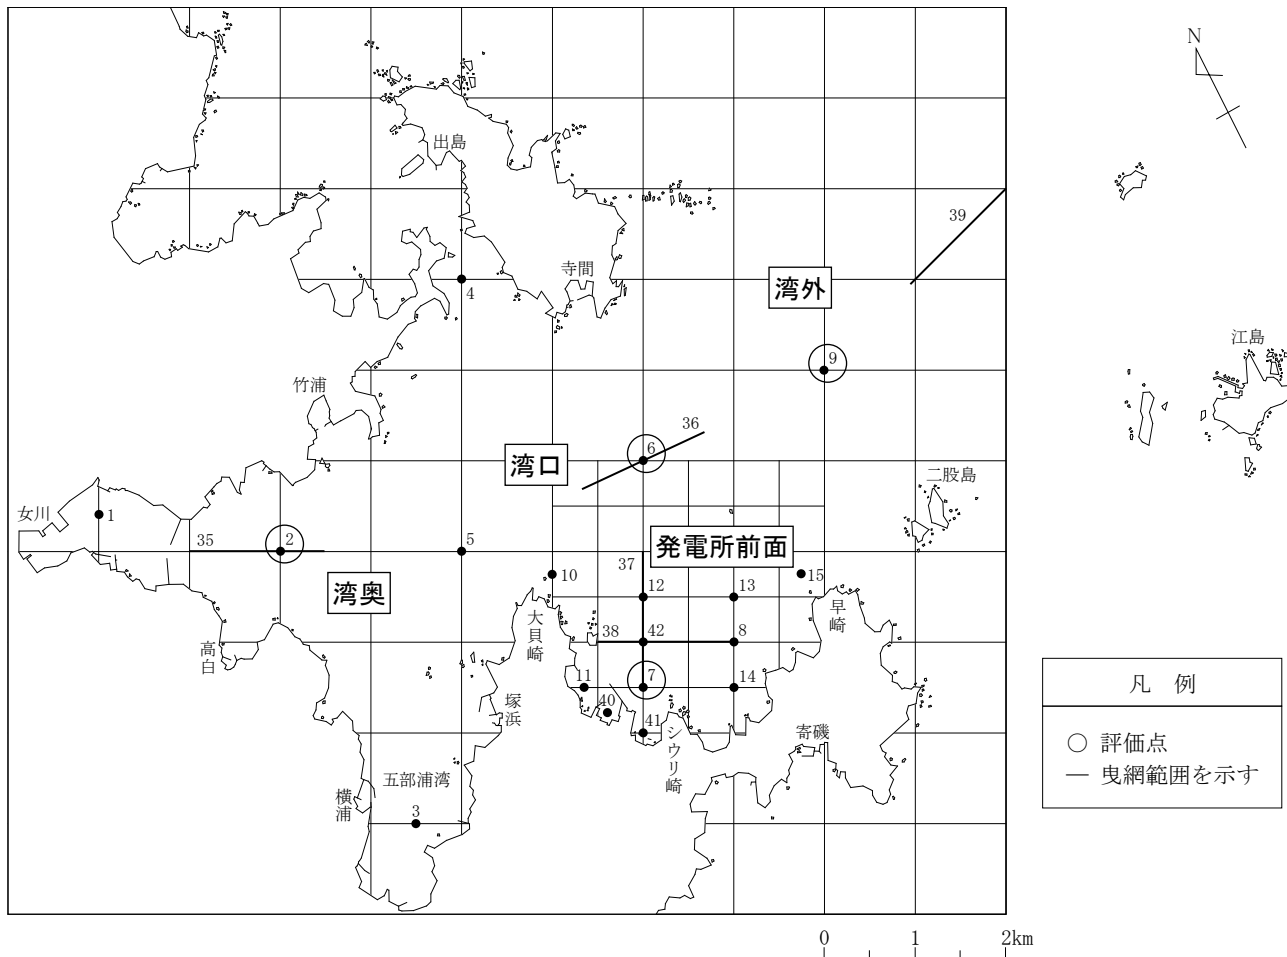 N
出島
39
寺間
4
湾外
江島
9
竹浦
36
6
湾口
二股島
女川
1
35
2
5
発電所前面
37
湾奥
10
12
13
15
大貝崎
早崎
高白
38
42
8
11
7
14
凡 例
40
塚浜
41
シウリ崎
寄磯
○ 評価点
― 曳網範囲を示す
五部浦湾
横浦
3
0 1 2km